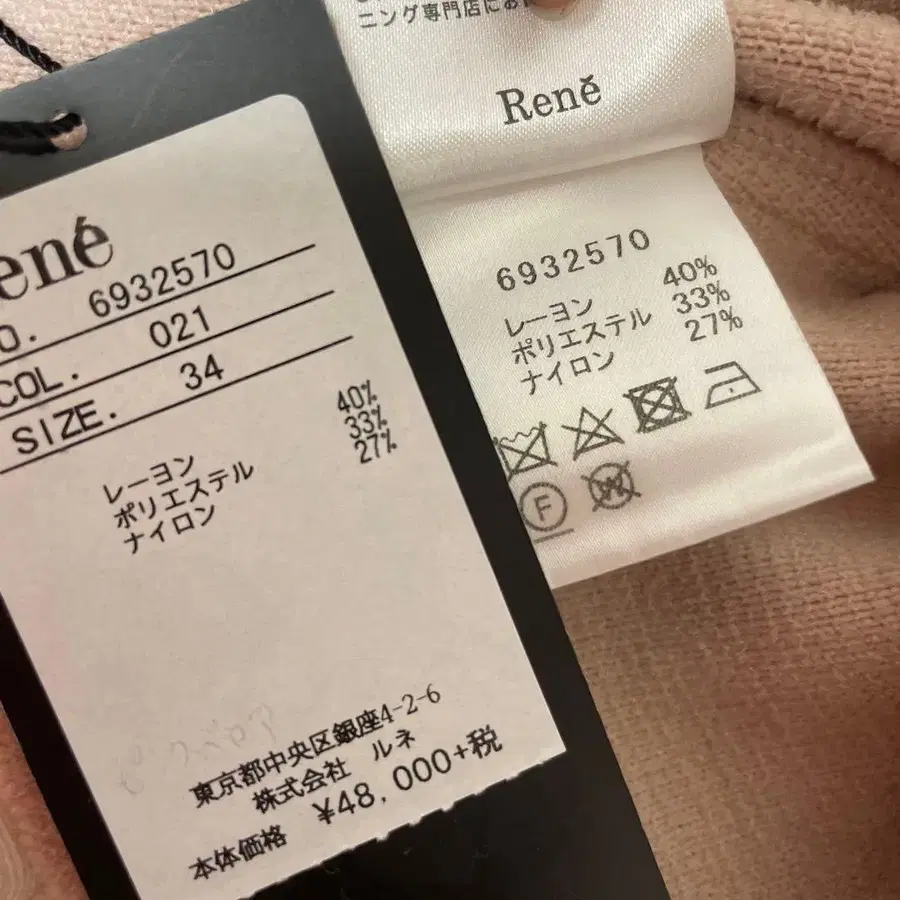 ené
O. 6932570
COL. 021
SIZE. 34
レーヨン 40%
ポリエステル 33%
ナイロン 27%
東京都中央区銀座4-2-6
株式会社 ルネ
本体価格 ¥48,000+税
ニング専門店にお
René
6932570
レーヨン 40%
ポリエステル 33%
ナイロン 27%
F
W